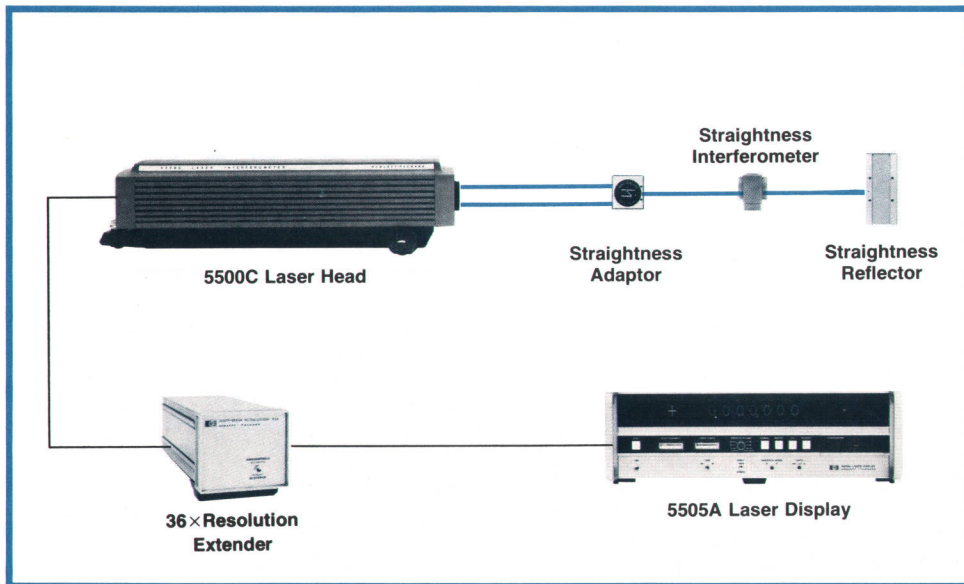 Straightness
Interferometer
5500C Laser Head
Straightness
Adaptor
Straightness
Reflector
36×Resolution
Extender
5505A Laser Display